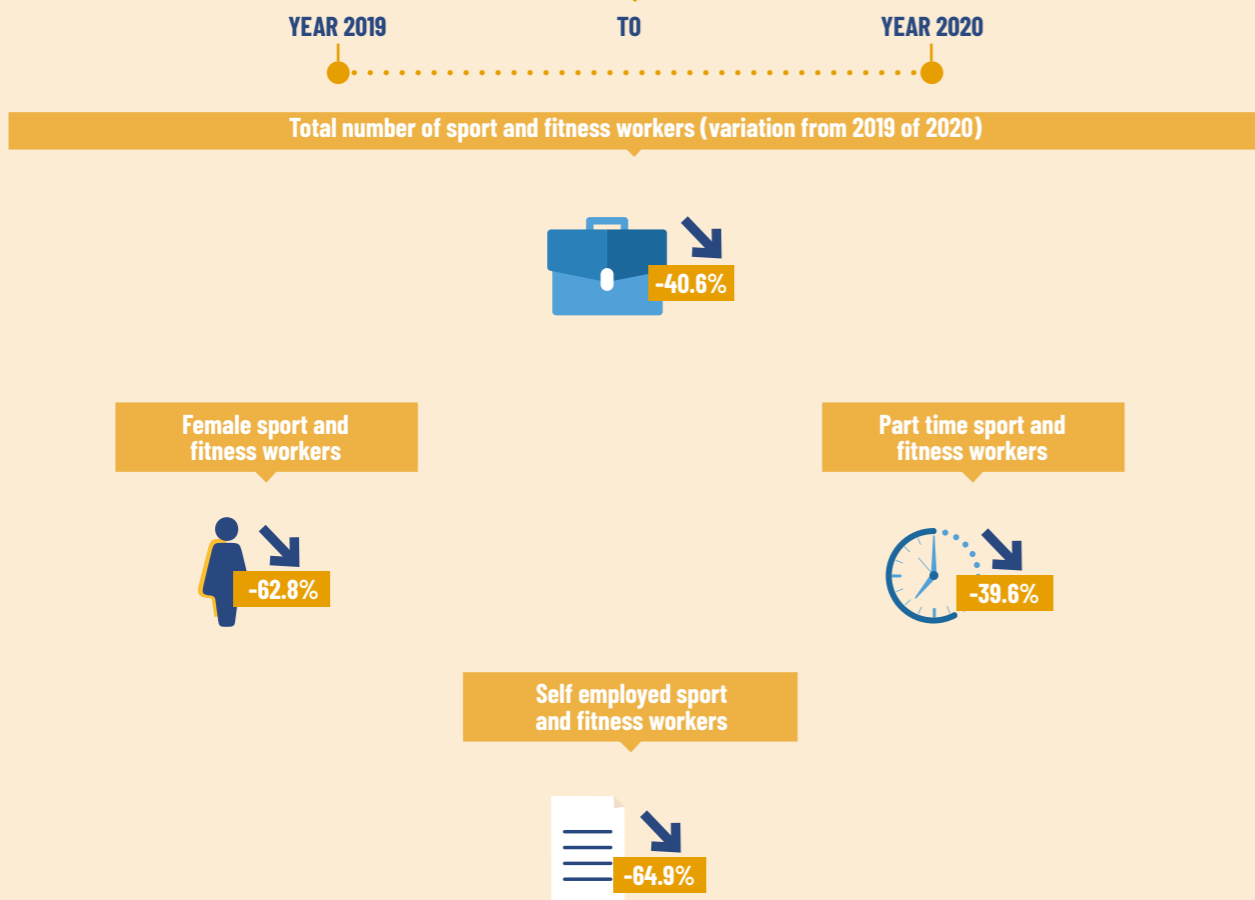 YEAR 2019 TO YEAR 2020
Total number of sport and fitness workers (variation from 2019 of 2020)
-40.6%
Female sport and
fitness workers
-62.8%
Part time sport and
fitness workers
-39.6%
Self employed sport
and fitness workers
-64.9%